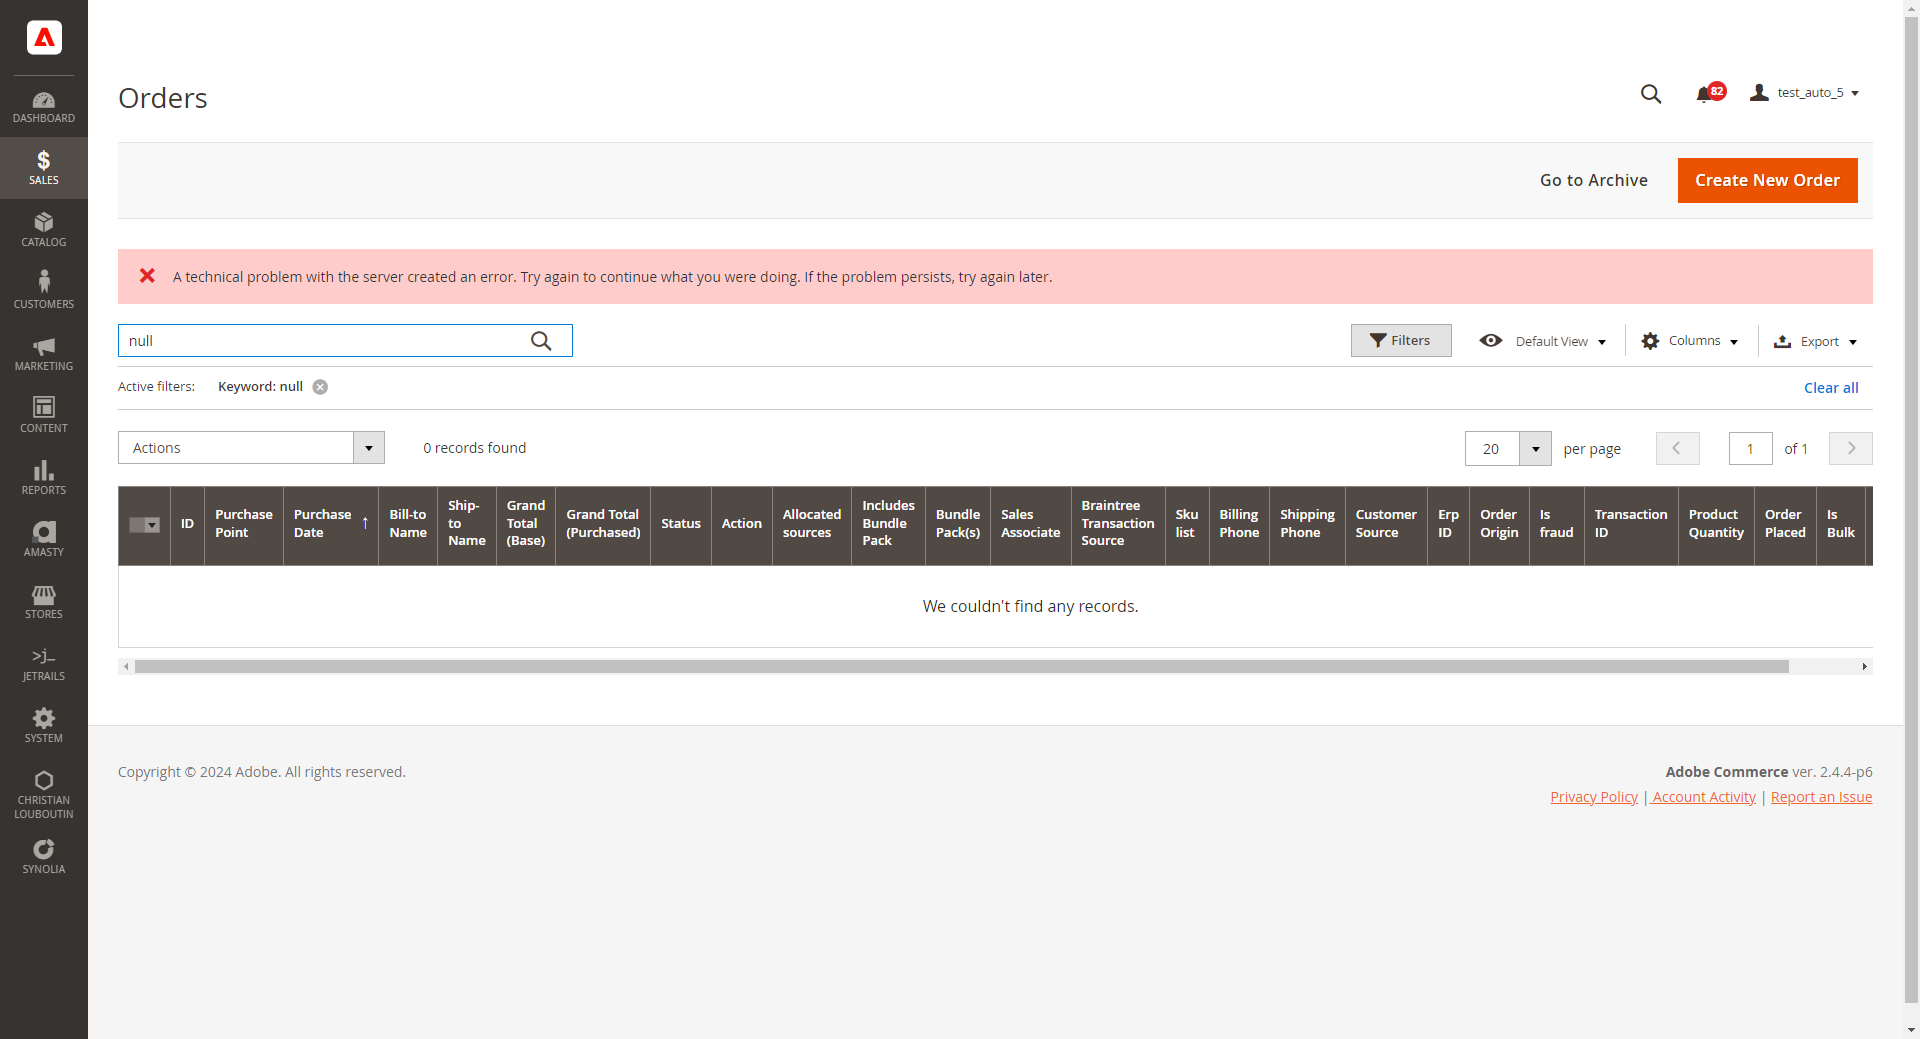 DASHBOARD
SALES
CATALOG
CUSTOMERS
MARKETING
CONTENT
REPORTS
AMASTY
STORES
>j_
JETRAILS
SYSTEM
CHRISTIAN
LOUBOUTIN
SYNOLIA
Orders
82
test_auto_5
Go to Archive
Create New Order
A technical problem with the server created an error. Try again to continue what you were doing. If the problem persists, try again later.
null
Filters
Default View
Columns
Export
Active filters:
Keyword: null
Clear all
Actions
0 records found
20
per page
1
of 1
ID
Purchase
Point
Purchase
Date
Bill-to
Name
Ship-
to
Name
Grand
Total
(Base)
Grand Total
(Purchased)
Status
Action
Allocated
sources
Includes
Bundle
Pack
Bundle
Pack(s)
Sales
Associate
Braintree
Transaction
Source
Sku
list
Billing
Phone
Shipping
Phone
Customer
Source
Erp
ID
Order
Origin
Is
fraud
Transaction
ID
Product
Quantity
Order
Placed
Is
Bulk
We couldn't find any records.
Copyright © 2024 Adobe. All rights reserved.
Adobe Commerce ver. 2.4.4-p6
Privacy Policy | Account Activity | Report an Issue